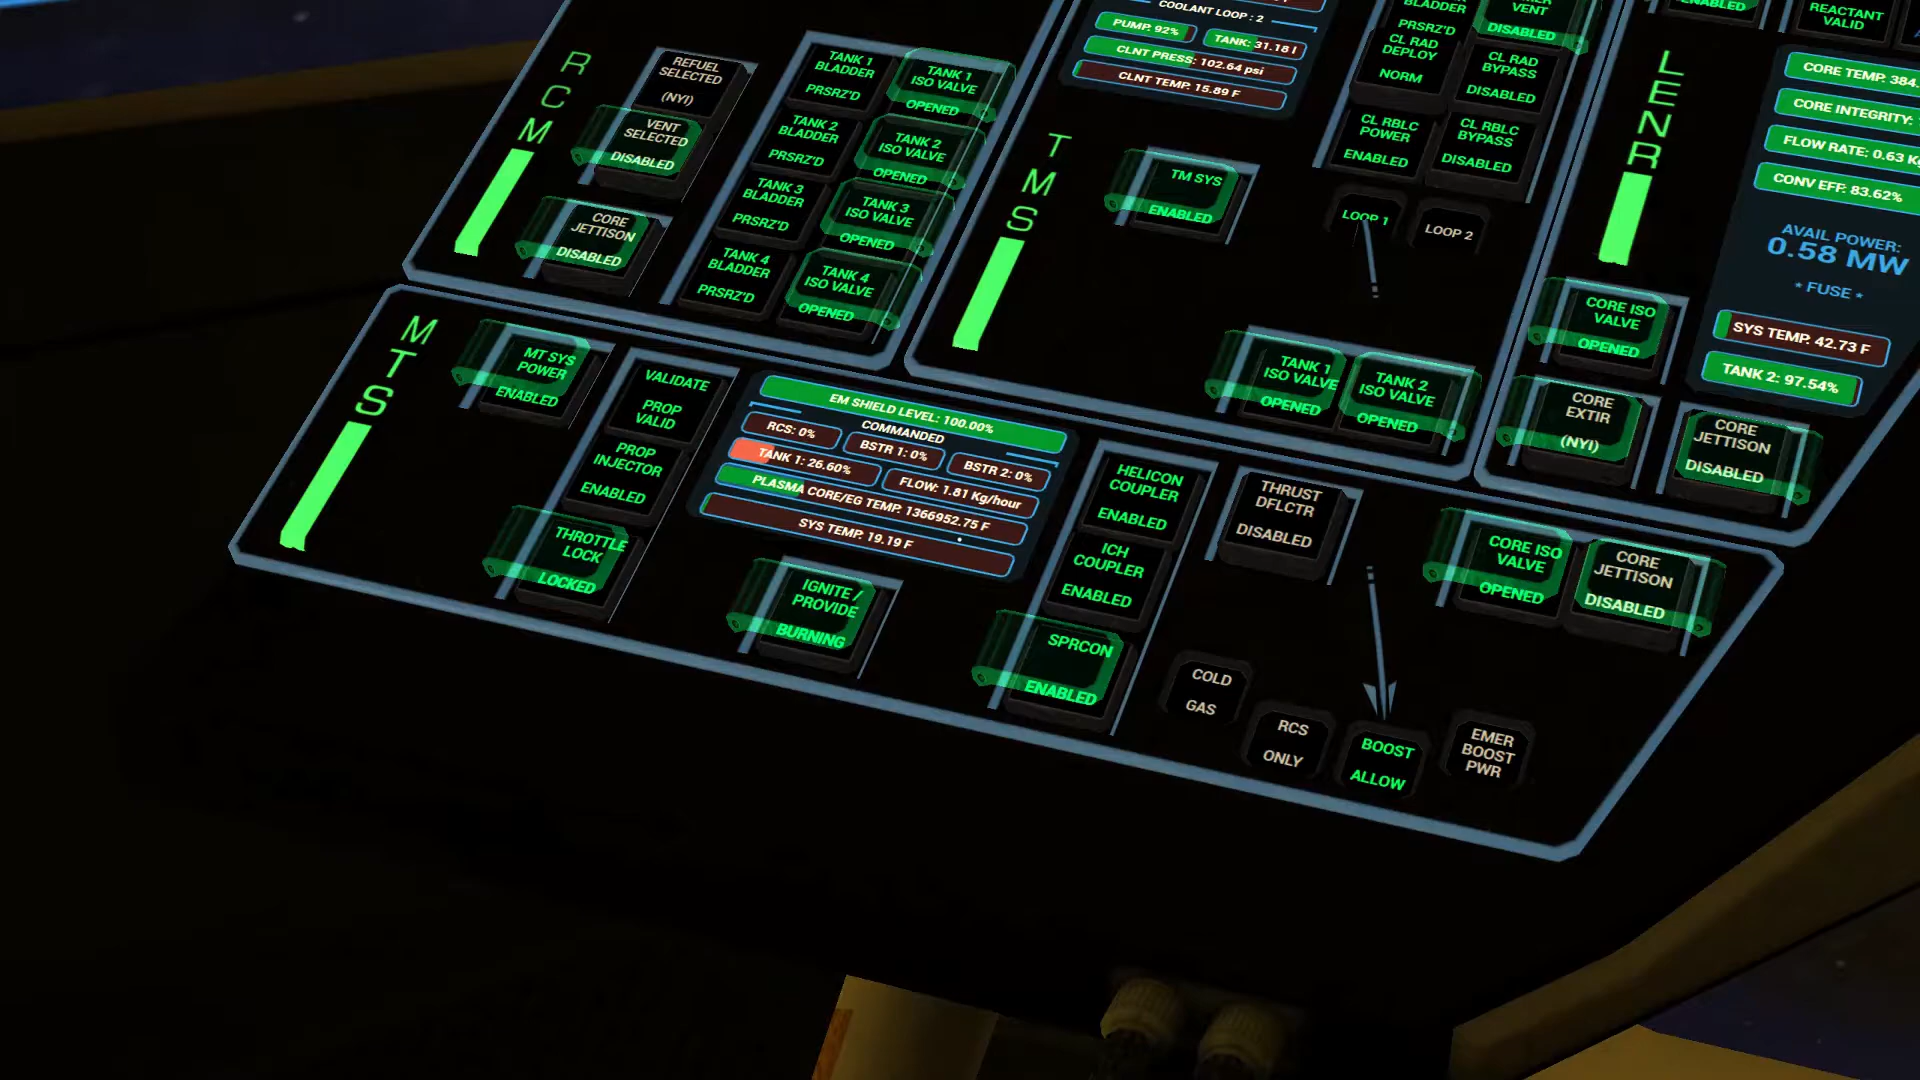 RCM
REFUEL
SELECTED
(NYI)
VENT
SELECTED
DISABLED
CORE
JETTISON
DISABLED
TANK 1
BLADDER
PRSRZ'D
TANK 1
ISO VALVE
OPENED
TANK 2
BLADDER
PRSRZ'D
TANK 2
ISO VALVE
OPENED
TANK 3
BLADDER
PRSRZ'D
TANK 3
ISO VALVE
OPENED
TANK 4
BLADDER
PRSRZ'D
TANK 4
ISO VALVE
OPENED
TMS
COOLANT LOOP : 2
PUMP: 92%
TANK: 31.18 l
CLNT PRESS: 102.64 psi
CLNT TEMP: 15.89 F
TM SYS
ENABLED
BLADDER
PRSRZ'D
VENT
DISABLED
CL RAD
DEPLOY
NORM
CL RAD
BYPASS
DISABLED
CL RBLC
POWER
ENABLED
CL RBLC
BYPASS
DISABLED
LOOP 1
LOOP 2
TANK 1
ISO VALVE
OPENED
TANK 2
ISO VALVE
OPENED
LENR
ENABLED
REACTANT
VALID
CORE TEMP: 384.
CORE INTEGRITY:
FLOW RATE: 0.63
CONV EFF: 83.62%
AVAIL POWER:
0.58 MW
* FUSE *
SYS TEMP: 42.73 F
TANK 2: 97.54%
CORE ISO
VALVE
OPENED
CORE
EXTIR
(NYI)
CORE
JETTISON
DISABLED
MTS
MT SYS
POWER
ENABLED
VALIDATE
PROP
VALID
PROP
INJECTOR
ENABLED
THROTTLE
LOCK
LOCKED
EM SHIELD LEVEL: 100.00%
COMMANDED
RCS: 0%
BSTR 1: 0%
BSTR 2: 0%
TANK 1: 26.60%
FLOW: 1.81 Kg/hour
PLASMA CORE/EG TEMP: 1366952.75 F
SYS TEMP: 19.19 F
IGNITE /
PROVIDE
BURNING
HELICON
COUPLER
ENABLED
ICH
COUPLER
ENABLED
SPRCON
ENABLED
THRUST
DFLCTR
DISABLED
CORE ISO
VALVE
OPENED
CORE
JETTISON
DISABLED
COLD
GAS
RCS
ONLY
BOOST
ALLOW
EMER
BOOST
PWR